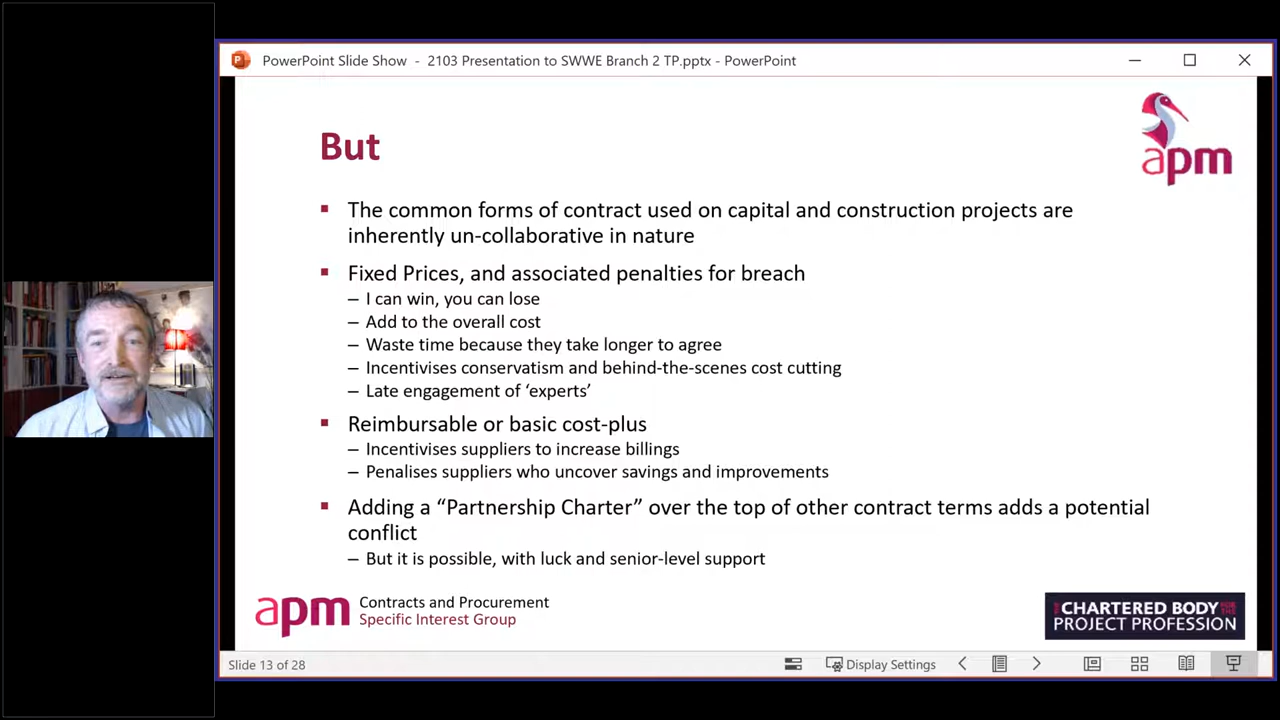 PowerPoint Slide Show - 2103 Presentation to SWWE Branch 2 TP.pptx - PowerPoint
apm
But
▪ The common forms of contract used on capital and construction projects are
inherently un-collaborative in nature
▪ Fixed Prices, and associated penalties for breach
– I can win, you can lose
– Add to the overall cost
– Waste time because they take longer to agree
– Incentivises conservatism and behind-the-scenes cost cutting
– Late engagement of ‘experts’
▪ Reimbursable or basic cost-plus
– Incentivises suppliers to increase billings
– Penalises suppliers who uncover savings and improvements
▪ Adding a “Partnership Charter” over the top of other contract terms adds a potential
conflict
– But it is possible, with luck and senior-level support
apm
Contracts and Procurement
Specific Interest Group
THE CHARTERED BODY FOR THE
PROJECT PROFESSION
Slide 13 of 28
Display Settings